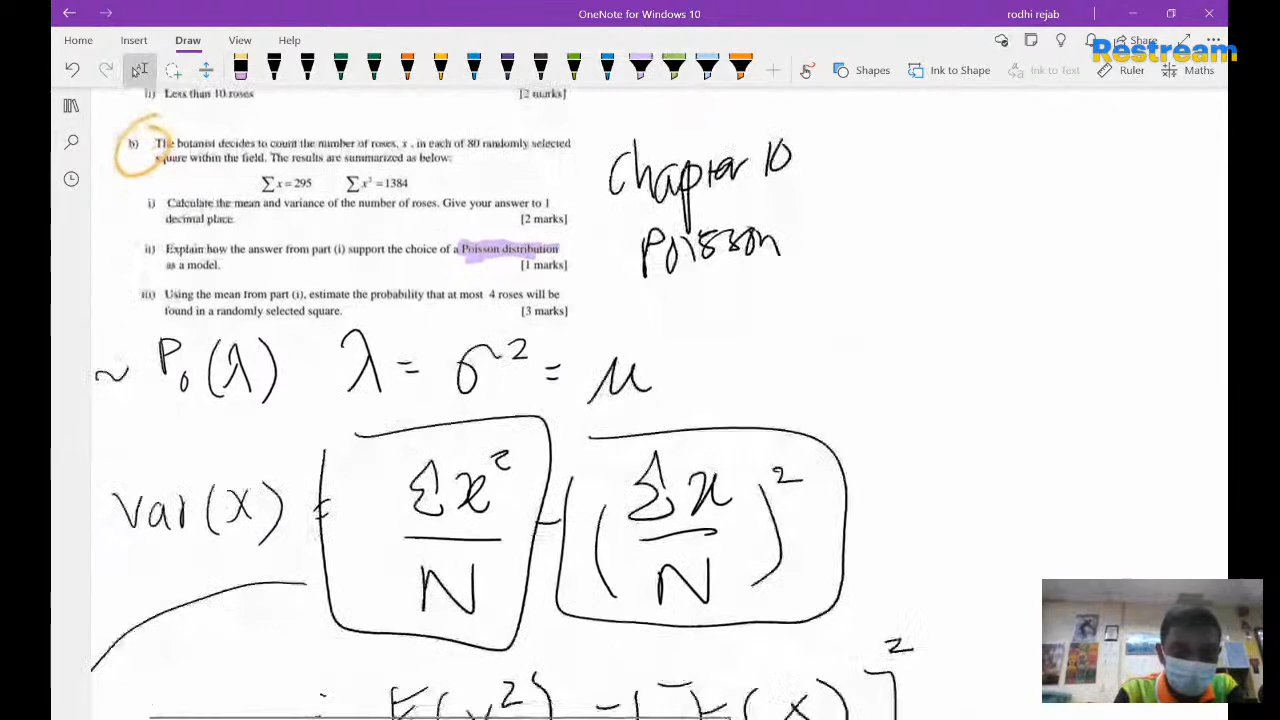 OneNote for Windows 10
rodhi rejab
Home Insert Draw View Help
Share
Restream
Shapes Ink to Shape Ink to Text Ruler Maths
ii) Less than 10 roses [2 marks]
b) The botanist decides to count the number of roses, x , in each of 80 randomly selected
square within the field. The results are summarized as below:
∑x = 295 ∑x² = 1384
i) Calculate the mean and variance of the number of roses. Give your answer to 1
decimal place. [2 marks]
ii) Explain how the answer from part (i) support the choice of a Poisson distribution
as a model. [1 marks]
iii) Using the mean from part (i), estimate the probability that at most 4 roses will be
found in a randomly selected square. [3 marks]
Chapter 10
Poisson
~ Po(λ) λ = σ² = μ
Var(X) = ∑x²/N - (∑x/N)²
E(x²) - [E(x)]²